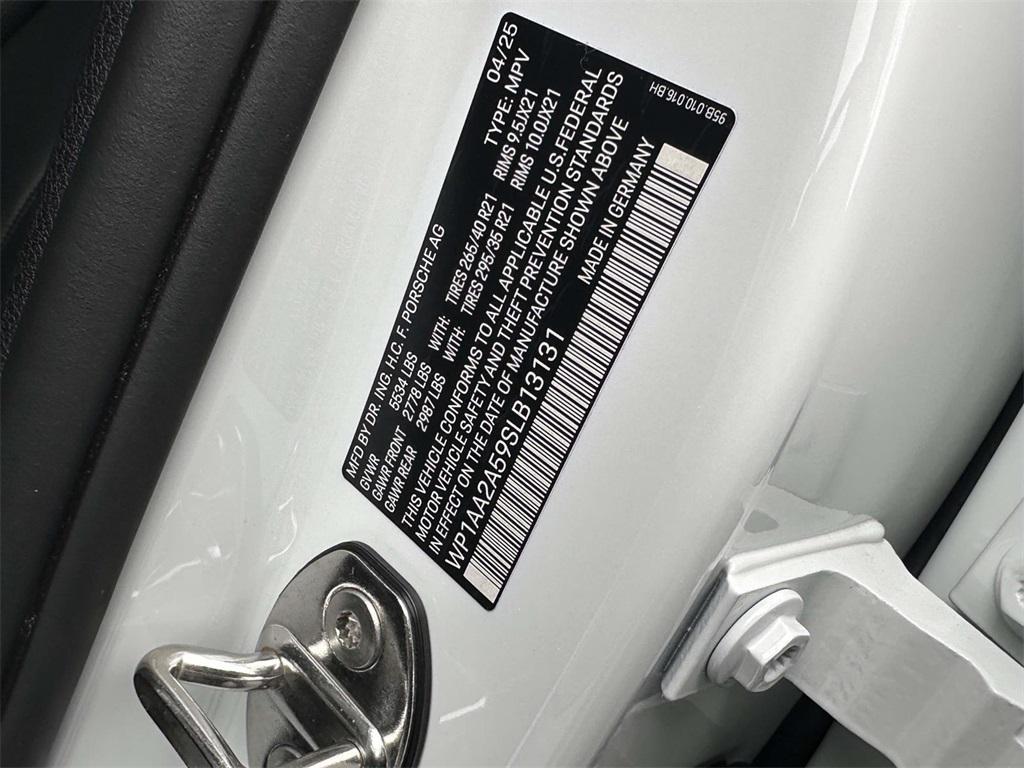 MFD BY DR. ING. H.C. F. PORSCHE AG 04/25
GVWR 5534 LBS TYPE: MPV
GAWR FRONT 2778 LBS WITH: TIRES 265/40 R21 RIMS 9.5JX21
GAWR REAR 2987 LBS WITH: TIRES 295/35 R21 RIMS 10.0JX21
THIS VEHICLE CONFORMS TO ALL APPLICABLE U.S.FEDERAL
MOTOR VEHICLE SAFETY AND THEFT PREVENTION STANDARDS
IN EFFECT ON THE DATE OF MANUFACTURE SHOWN ABOVE
WP1AA2A59SLB13131 MADE IN GERMANY
95B.010.016.BH